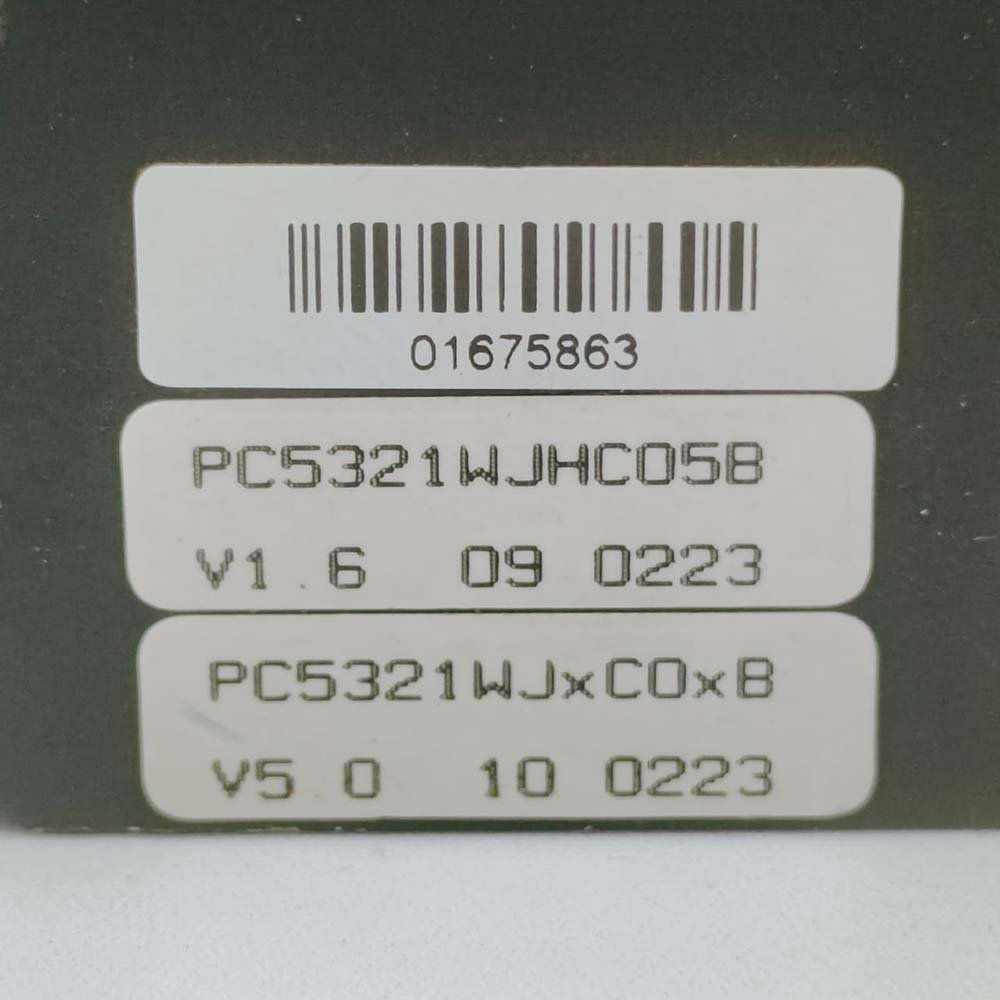 01675863
PC5321WJHC05B
V1.6 09 0223
PC5321WJxC0xB
V5.0 10 0223